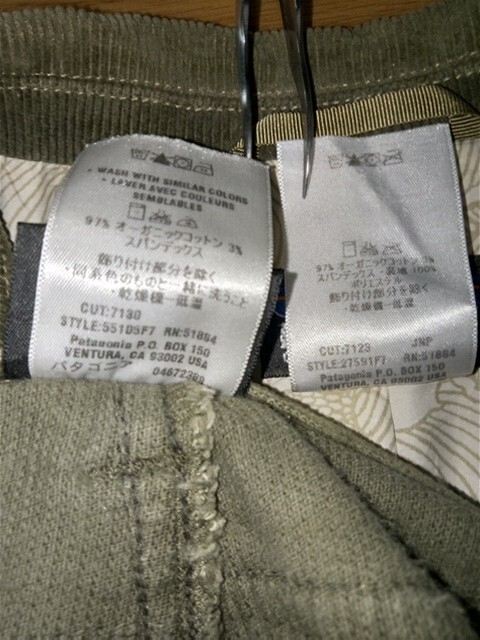 • WASH WITH SIMILAR COLORS
• LAVER AVEC COULEURS
SEMBLABLES
97% オーガニックコットン 3%
スパンデックス
飾り付け部分を除く
・同系色のものと一緒に洗うこと
・乾燥機一低温
CUT:7130
STYLE:55105F7 RN:51884
Patagonia P.O. BOX 150
VENTURA, CA 93002 USA
パタゴニア
97% オーガニックコットン 3%
スパンデックス・裏地 100%
ポリエステル
飾り付け部分を除く
・乾燥機一低温
CUT:7123 JNP
STYLE:27591F7 RN:51884
Patagonia P.O. BOX 150
VENTURA, CA 93002 USA